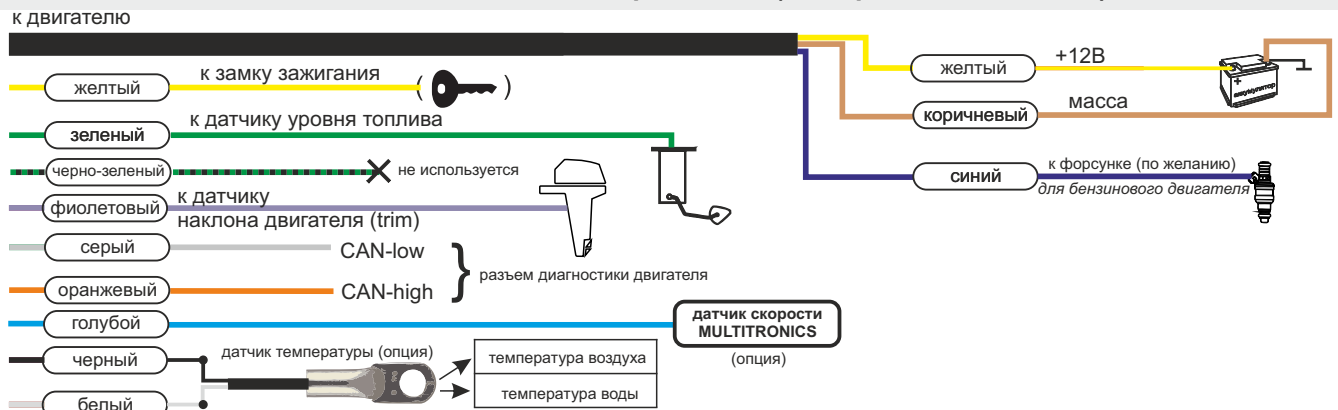 к двигателю
желтый
к замку зажигания
( )
зеленый
к датчику уровня топлива
черно-зеленый
не используется
фиолетовый
к датчику
наклона двигателя (trim)
серый
CAN-low
оранжевый
CAN-high
} разъем диагностики двигателя
голубой
датчик скорости
MULTITRONICS
(опция)
черный
датчик температуры (опция)
температура воздуха
температура воды
белый
желтый
+12В
+
аккумулятор
коричневый
масса
синий
к форсунке (по желанию)
для бензинового двигателя